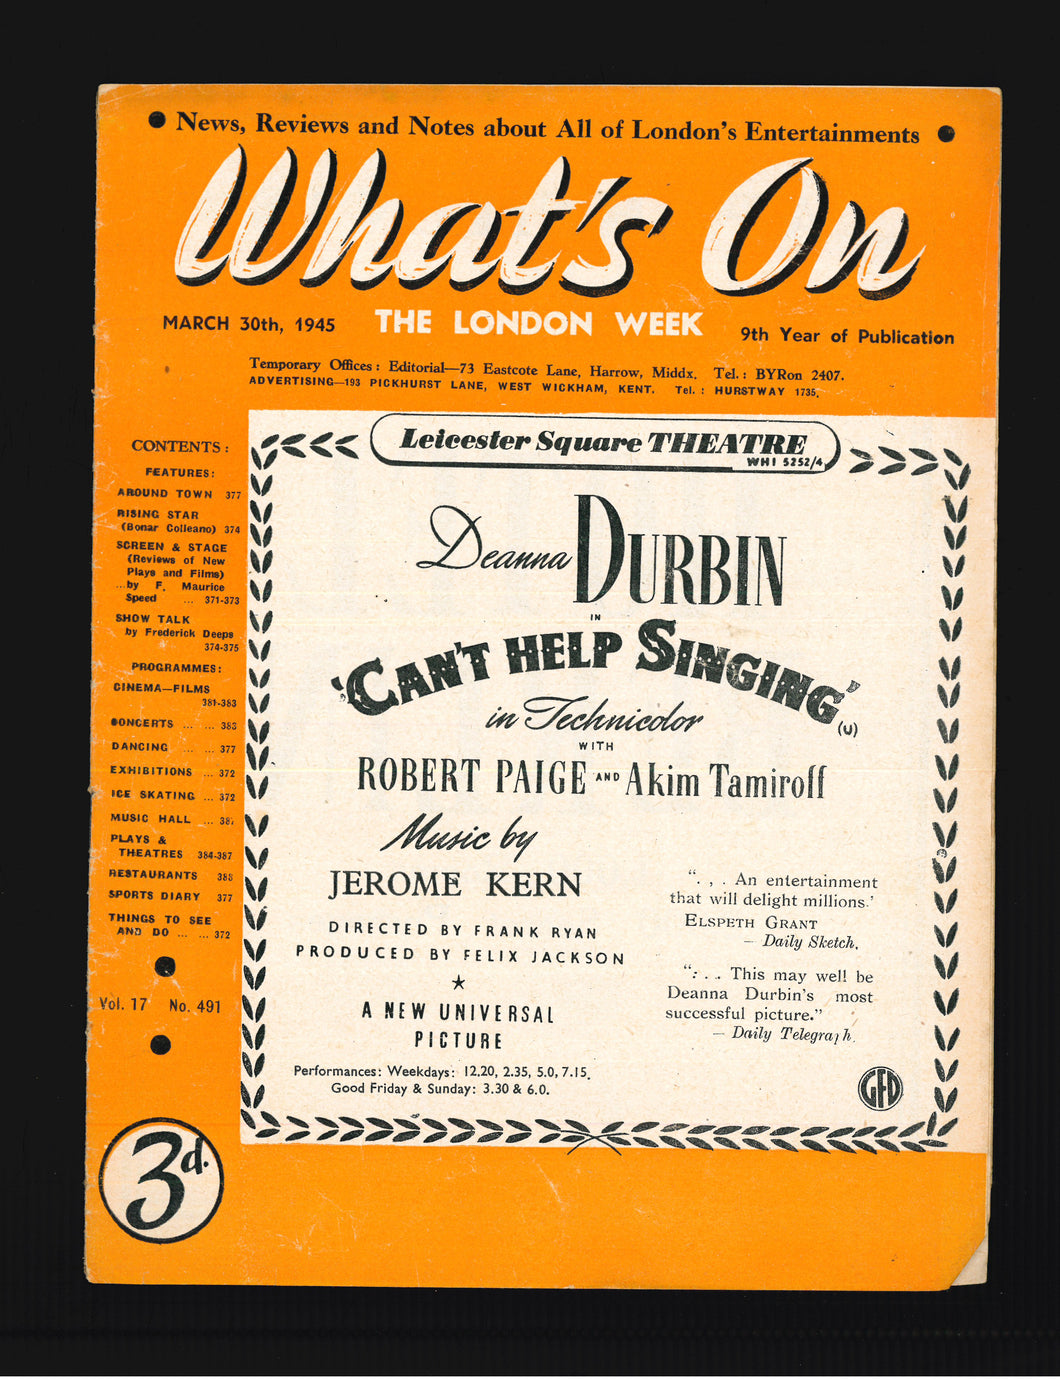 ● News, Reviews and Notes about All of London's Entertainments ●
What's On
MARCH 30th, 1945
THE LONDON WEEK
9th Year of Publication
Temporary Offices: Editorial—73 Eastcote Lane, Harrow, Middx. Tel.: BYRon 2407.
ADVERTISING—193 PICKHURST LANE, WEST WICKHAM, KENT. Tel.: HURSTWAY 1735.
CONTENTS:
FEATURES:
AROUND TOWN 377
RISING STAR
(Bonar Colleano) 374
SCREEN & STAGE
(Reviews of New
Plays and Films)
...by F. Maurice
Speed ... 371-373
SHOW TALK
by Frederick Deeps
374-375
PROGRAMMES:
CINEMA—FILMS
381-383
CONCERTS ... ... 383
DANCING ... ... 377
EXHIBITIONS ... 372
ICE SKATING ... 372
MUSIC HALL ...
PLAYS &
THEATRES 384-387
RESTAURANTS 388
SPORTS DIARY 377
THINGS TO SEE
AND DO ... ... 372
Vol. 17 No. 491
3d.
Leicester Square THEATRE
WHI 5252/4
Deanna DURBIN
IN
'CAN'T HELP SINGING'
(U)
in Technicolor
WITH
ROBERT PAIGE AND Akim Tamiroff
Music by
JEROME KERN
DIRECTED BY FRANK RYAN
PRODUCED BY FELIX JACKSON
★
A NEW UNIVERSAL
PICTURE
Performances: Weekdays: 12.20, 2.35, 5.0, 7.15.
Good Friday & Sunday: 3.30 & 6.0.
“. , . An entertainment
that will delight millions.’
ELSPETH GRANT
— Daily Sketch.
“: . . This may well be
Deanna Durbin's most
successful picture.”
— Daily Telegraph.
GFD